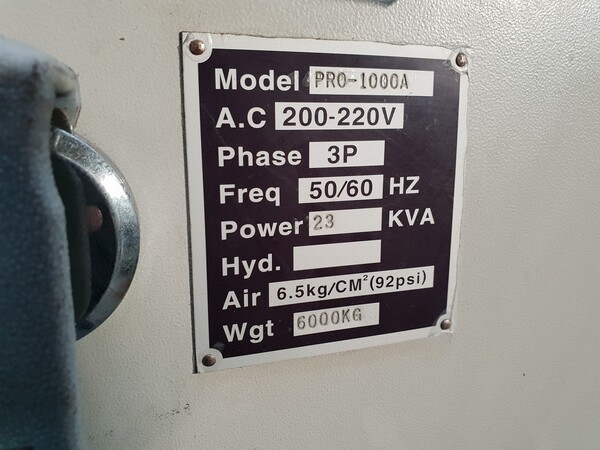 Model PRO-1000A
A.C 200-220V
Phase 3P
Freq 50/60 HZ
Power 23 KVA
Hyd.
Air 6.5kg/CM²(92psi)
Wgt 6000KG